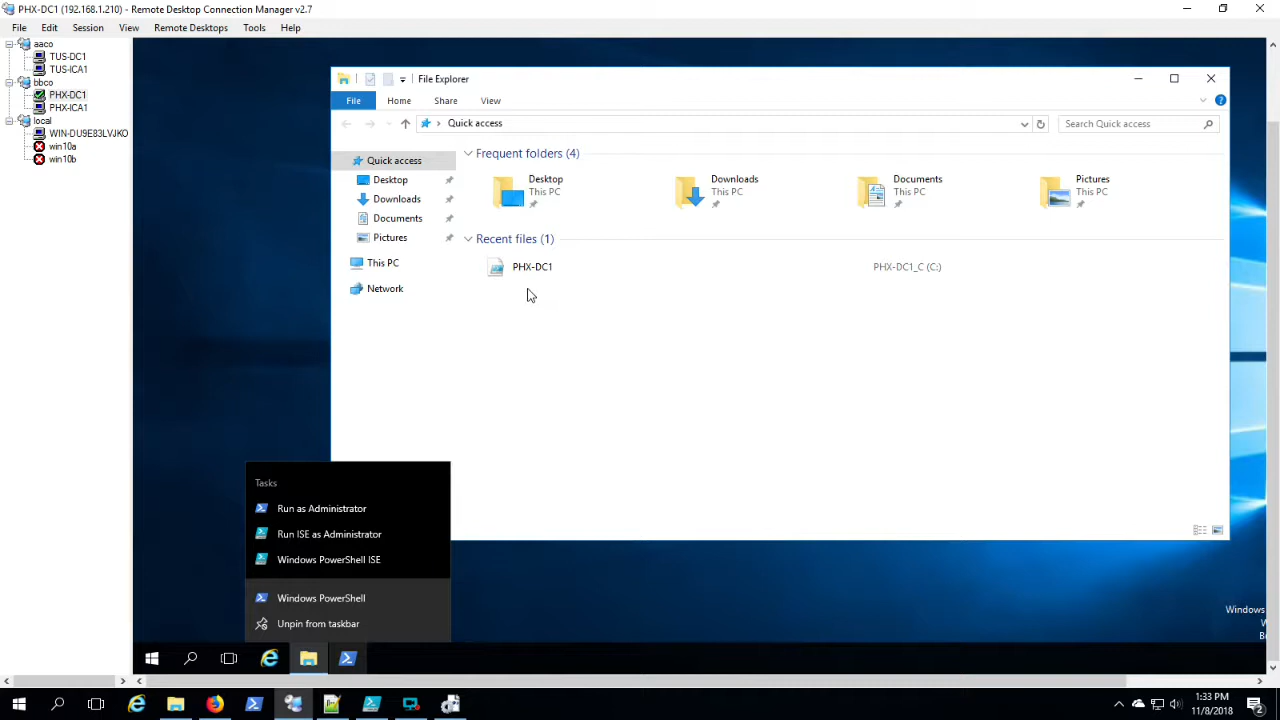 PHX-DC1 (192.168.1.210) - Remote Desktop Connection Manager v2.7
File Edit Session View Remote Desktops Tools Help
aaco
TUS-DC1
TUS-ICA1
bbco
PHX-DC1
PHX-ICA1
local
WIN-DU9E83LVJKO
win10a
win10b
File Explorer
File Home Share View
Quick access
Search Quick access
Quick access
Desktop
Downloads
Documents
Pictures
This PC
Network
Frequent folders (4)
Desktop
This PC
Downloads
This PC
Documents
This PC
Pictures
This PC
Recent files (1)
PHX-DC1 PHX-DC1_C (C:)
Tasks
Run as Administrator
Run ISE as Administrator
Windows PowerShell ISE
Windows PowerShell
Unpin from taskbar
Windows
W
Be
1:33 PM
11/8/2018
2